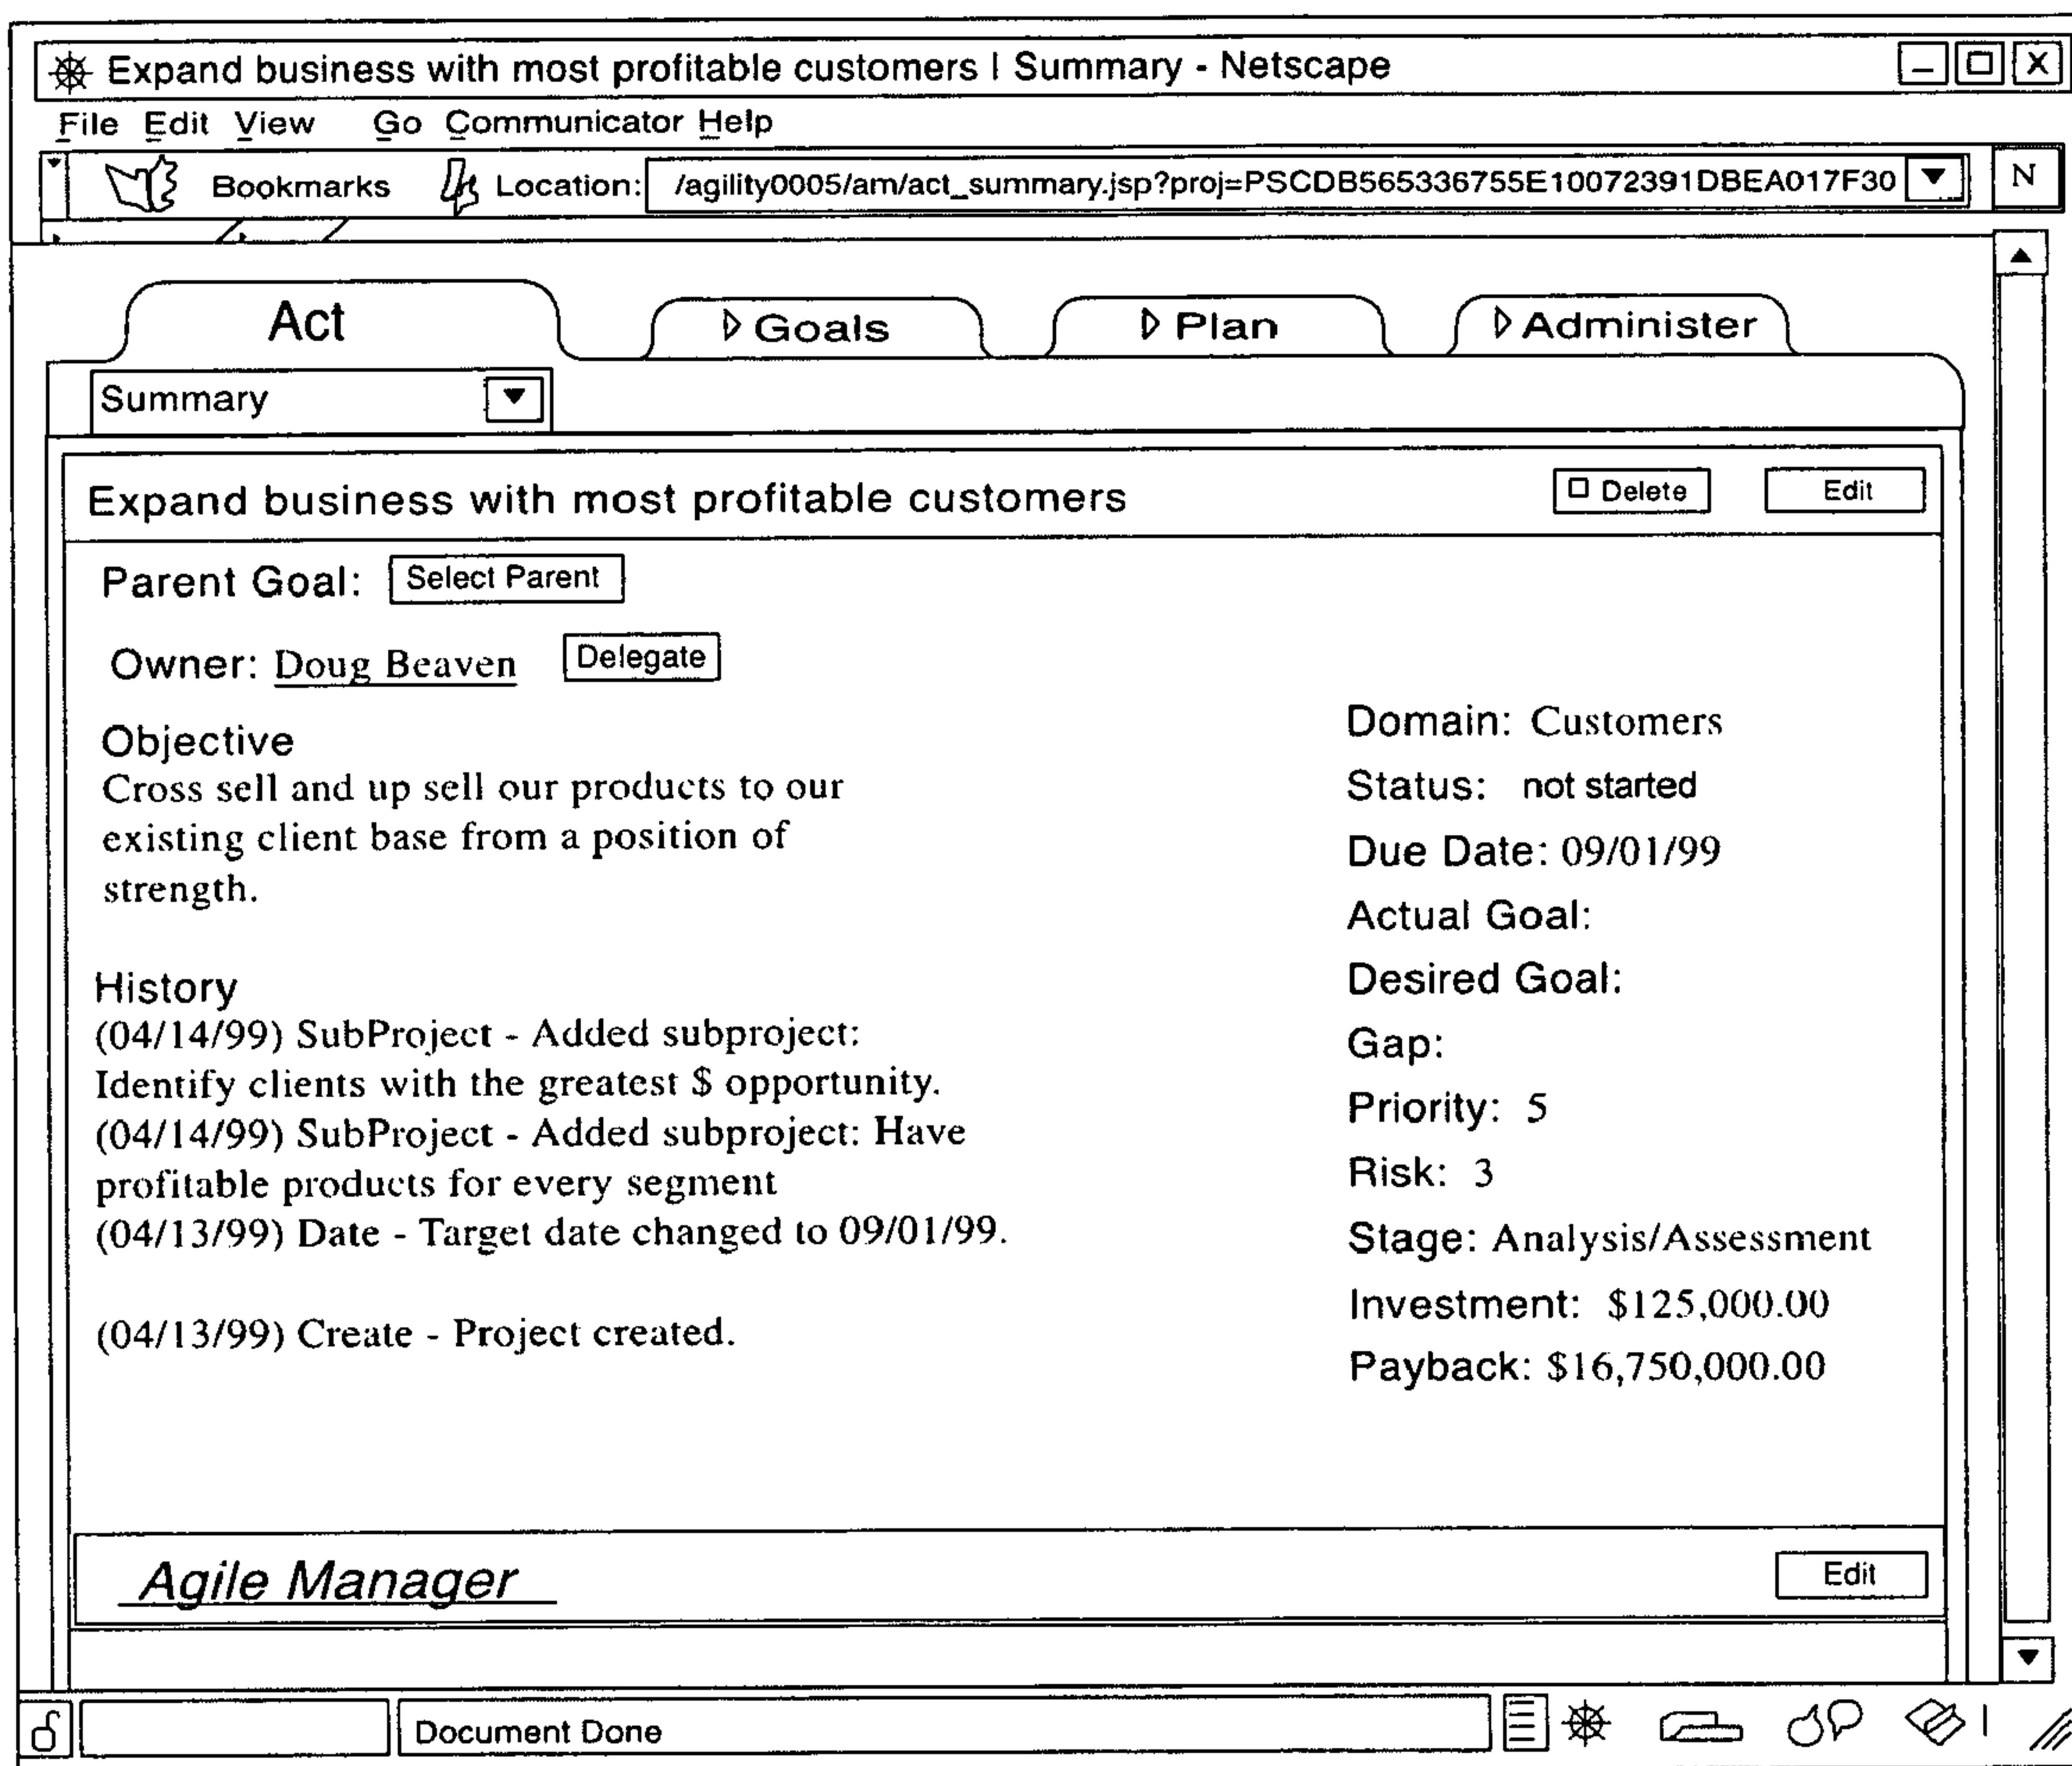 Expand business with most profitable customers | Summary - Netscape
File Edit View Go Communicator Help
Bookmarks Location: /agility0005/am/act_summary.jsp?proj=PSCDB565336755E10072391DBEA017F30 N
Act Goals Plan Administer
Summary
Expand business with most profitable customers Delete Edit
Parent Goal: Select Parent
Owner: Doug Beaven Delegate
Objective
Cross sell and up sell our products to our
existing client base from a position of
strength.
History
(04/14/99) SubProject - Added subproject:
Identify clients with the greatest $ opportunity.
(04/14/99) SubProject - Added subproject: Have
profitable products for every segment
(04/13/99) Date - Target date changed to 09/01/99.
(04/13/99) Create - Project created.
Domain: Customers
Status: not started
Due Date: 09/01/99
Actual Goal:
Desired Goal:
Gap:
Priority: 5
Risk: 3
Stage: Analysis/Assessment
Investment: $125,000.00
Payback: $16,750,000.00
Agile Manager Edit
Document Done